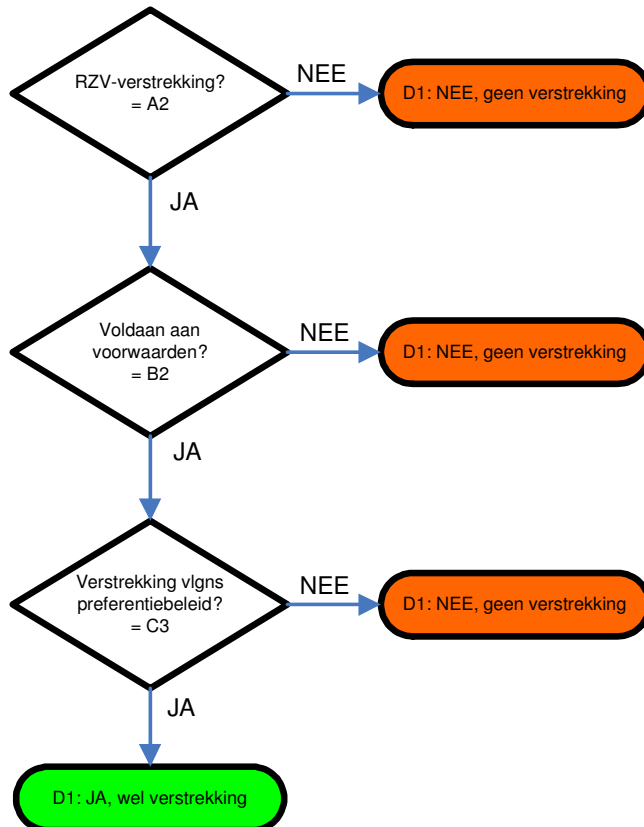 RZV-verstrekking?
= A2
NEE
D1: NEE, geen verstrekking
JA
Voldaan aan
voorwaarden?
= B2
NEE
D1: NEE, geen verstrekking
JA
Verstrekking vlgns
preferentiebeleid?
= C3
NEE
D1: NEE, geen verstrekking
JA
D1: JA, wel verstrekking